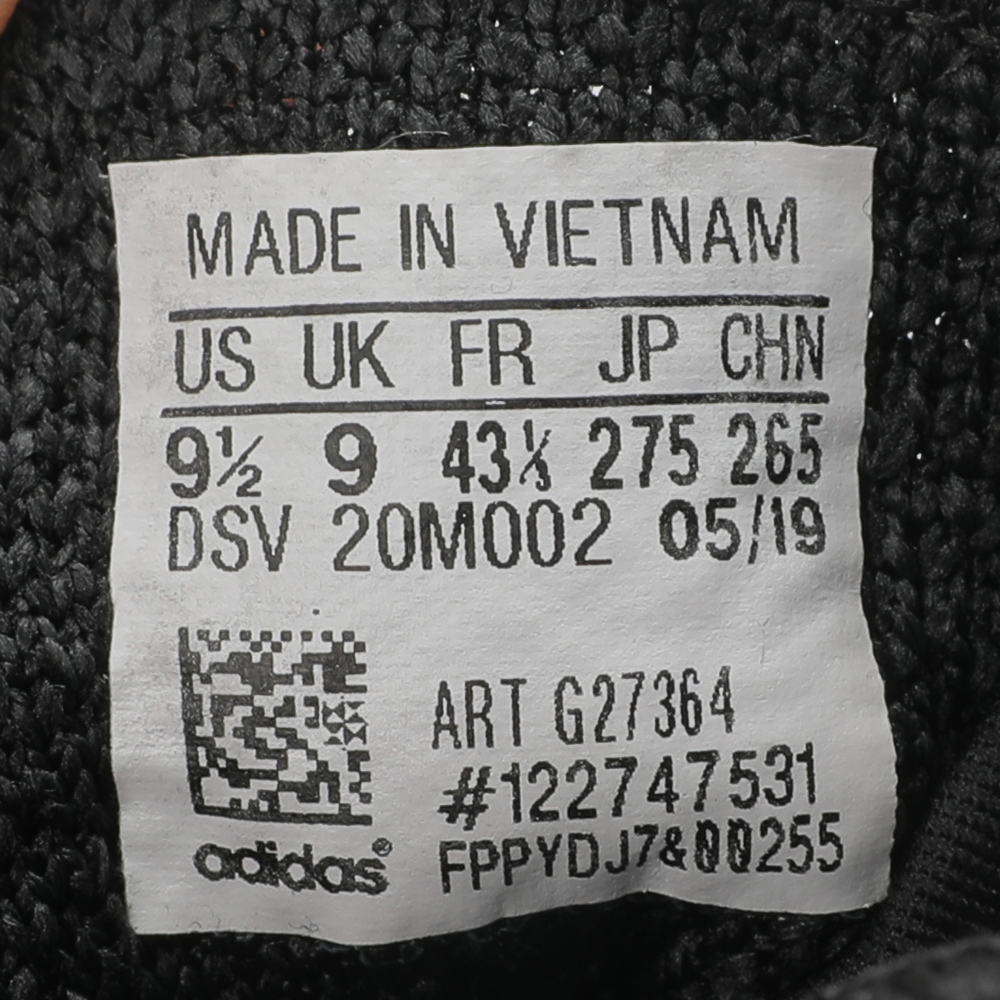 MADE IN VIETNAM
US UK FR JP CHN
9½ 9 43⅓ 275 265
DSV 20M002 05/19
ART G27364
#122747531
adidas® FPPYDJ7&00255